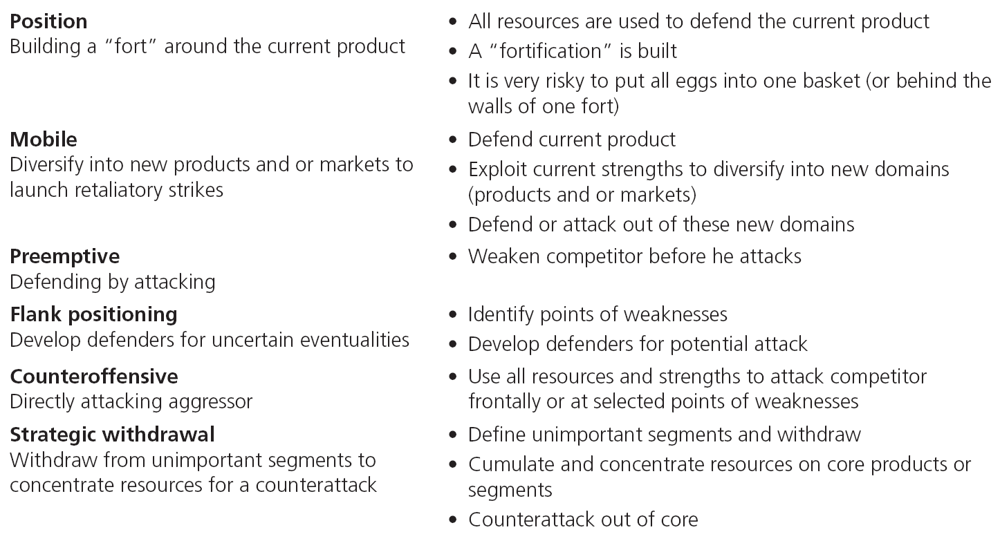 Position
Building a “fort” around the current product
• All resources are used to defend the current product
• A “fortification” is built
• It is very risky to put all eggs into one basket (or behind the
walls of one fort)
Mobile
Diversify into new products and or markets to
launch retaliatory strikes
• Defend current product
• Exploit current strengths to diversify into new domains
(products and or markets)
• Defend or attack out of these new domains
Preemptive
Defending by attacking
• Weaken competitor before he attacks
Flank positioning
Develop defenders for uncertain eventualities
• Identify points of weaknesses
• Develop defenders for potential attack
Counteroffensive
Directly attacking aggressor
• Use all resources and strengths to attack competitor
frontally or at selected points of weaknesses
Strategic withdrawal
Withdraw from unimportant segments to
concentrate resources for a counterattack
• Define unimportant segments and withdraw
• Cumulate and concentrate resources on core products or
segments
• Counterattack out of core